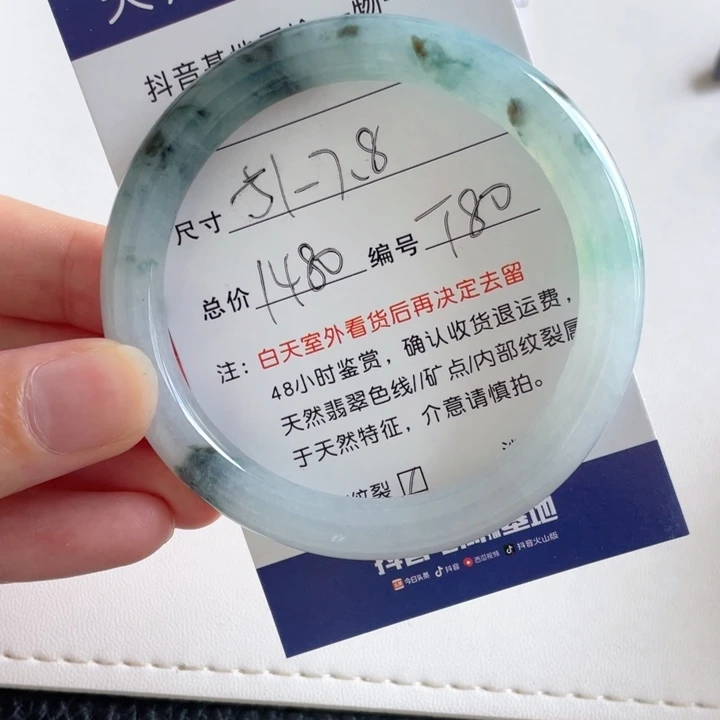 抖音基地
尺寸 51-7.8
总价 1480 编号 T80
注：白天室外看货后再决定去留
48小时鉴赏，确认收货退运费，
天然翡翠色线//矿点/内部纹裂属
于天然特征，介意请慎拍。
纹裂
今日头条 抖音 西瓜视频 抖音火山版